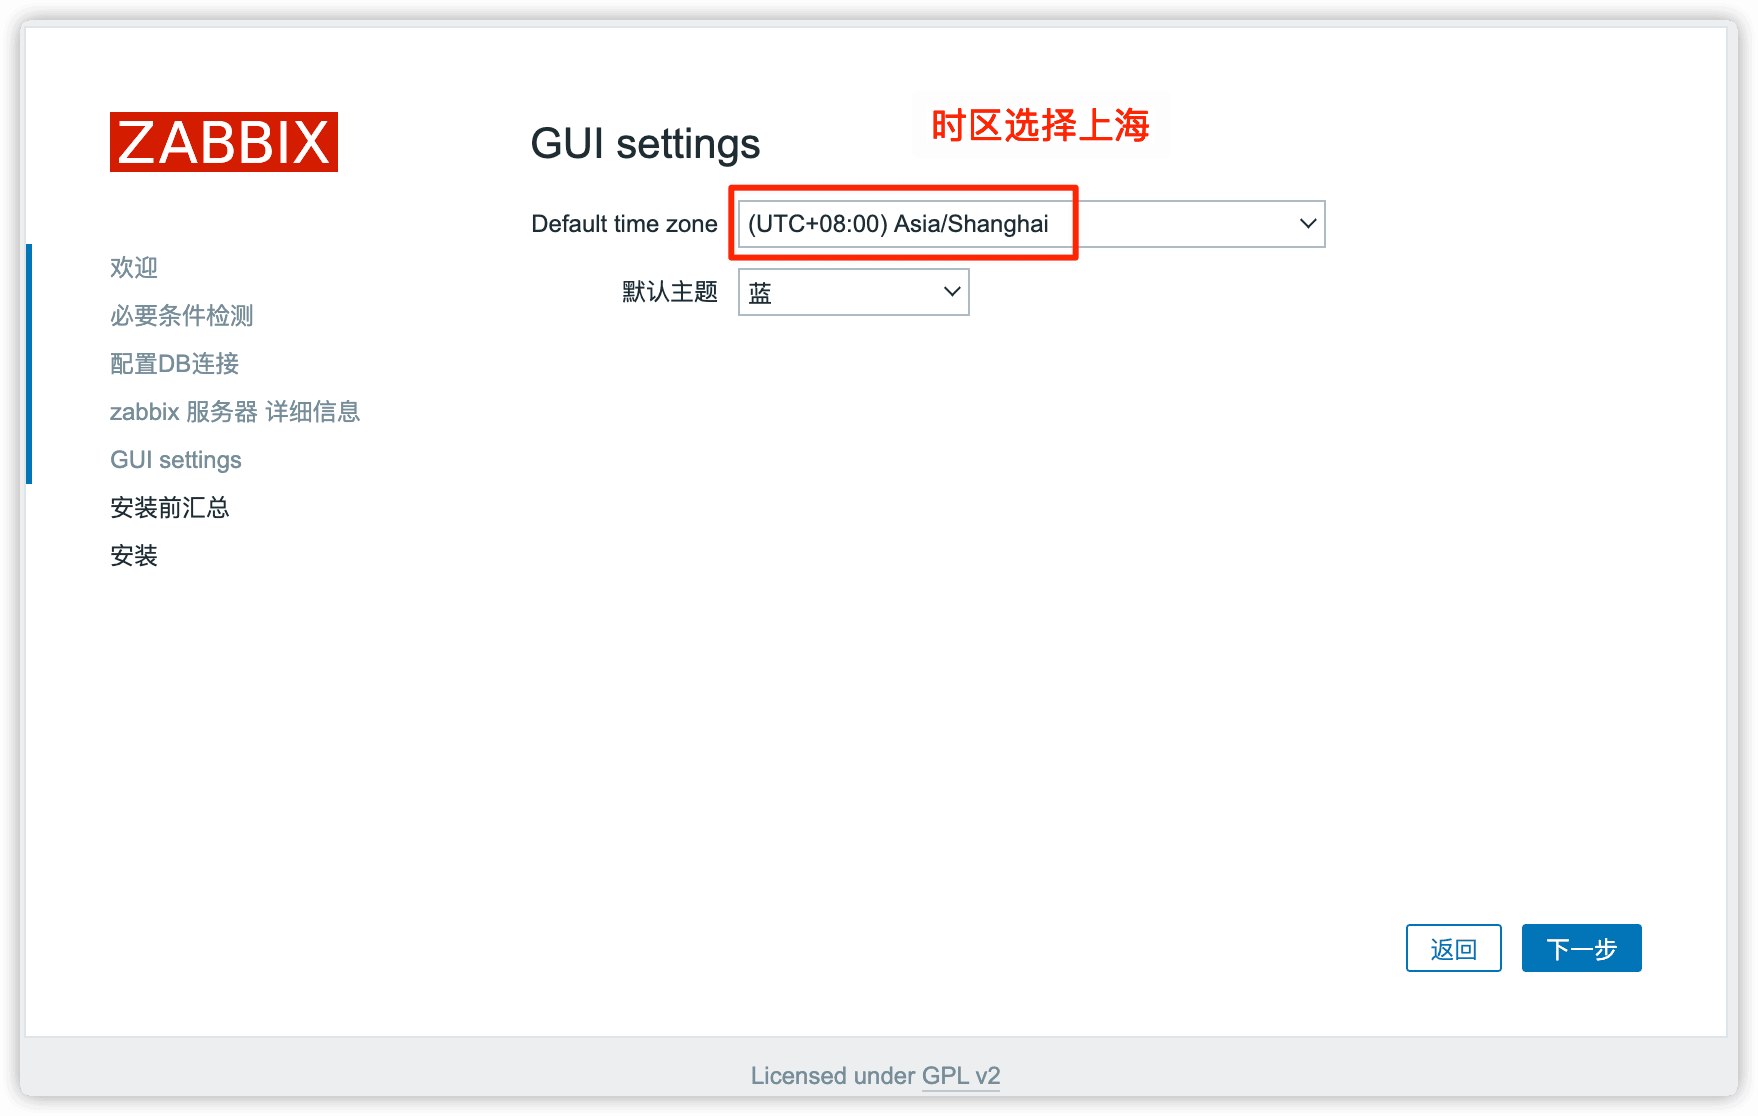 ZABBIX
欢迎
必要条件检测
配置DB连接
zabbix 服务器 详细信息
GUI settings
安装前汇总
安装
GUI settings
时区选择上海
Default time zone (UTC+08:00) Asia/Shanghai
默认主题 蓝
返回 下一步
Licensed under GPL v2